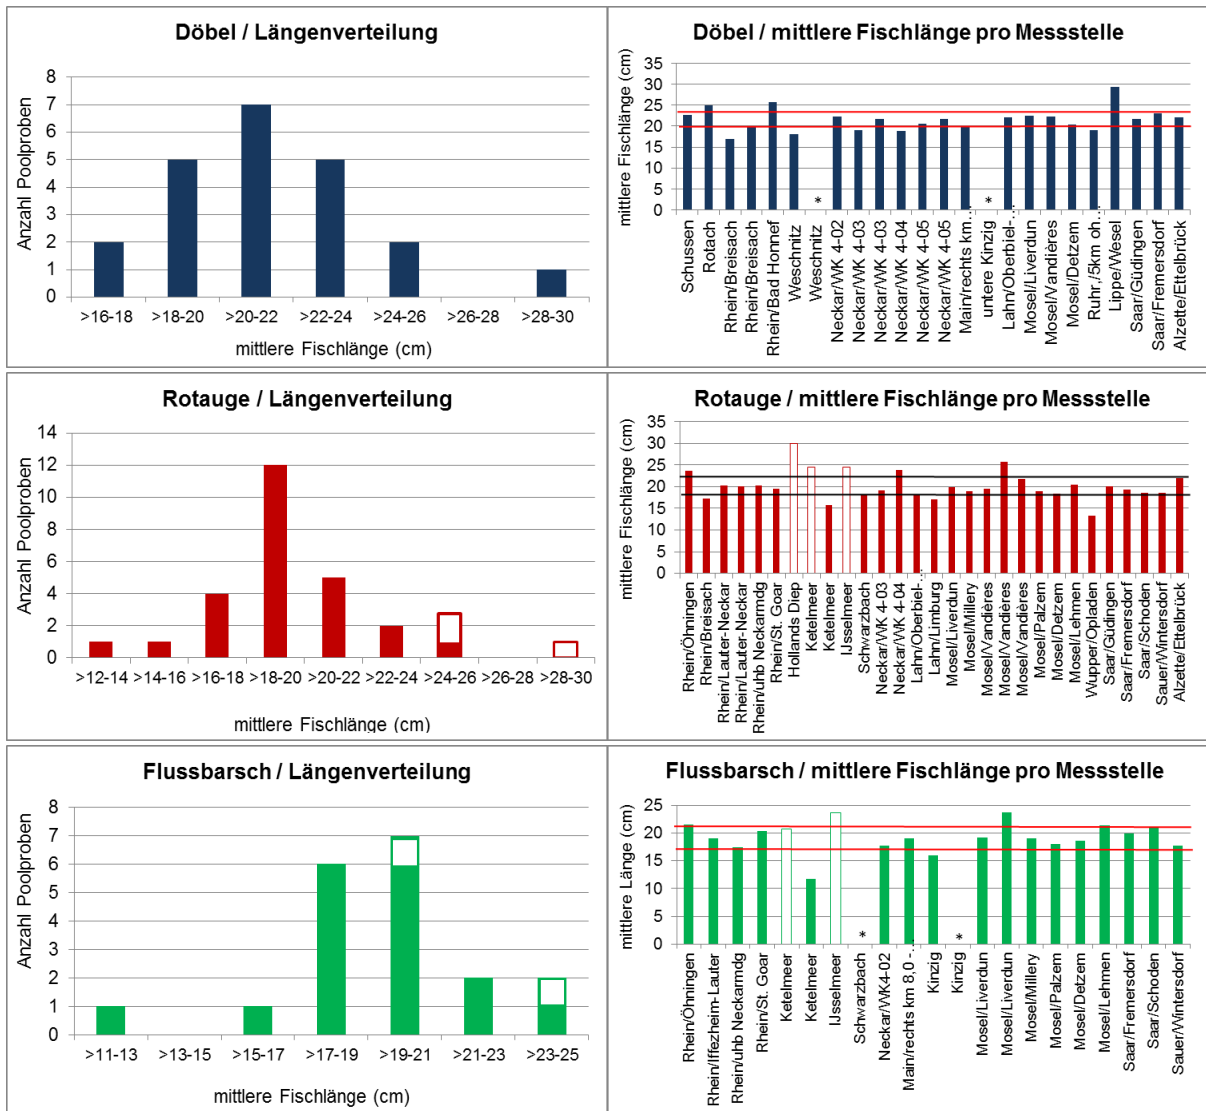 Döbel / Längenverteilung
Anzahl Poolproben
8
7
6
5
4
3
2
1
0
>16-18 >18-20 >20-22 >22-24 >24-26 >26-28 >28-30
mittlere Fischlänge (cm)
Döbel / mittlere Fischlänge pro Messstelle
mittlere Fischlänge (cm)
35
30
25
20
15
10
5
0
* *
Schussen
Rotach
Rhein/Breisach
Rhein/Breisach
Rhein/Bad Honnef
Weschnitz
Weschnitz
Neckar/WK 4-02
Neckar/WK 4-03
Neckar/WK 4-03
Neckar/WK 4-04
Neckar/WK 4-05
Neckar/WK 4-05
Main/rechts km…
untere Kinzig
Lahn/Oberbiel-…
Mosel/Liverdun
Mosel/Vandières
Mosel/Detzem
Ruhr,/5km oh…
Lippe/Wesel
Saar/Güdingen
Saar/Fremersdorf
Alzette/Ettelbrück
Rotauge / Längenverteilung
Anzahl Poolproben
14
12
10
8
6
4
2
0
>12-14 >14-16 >16-18 >18-20 >20-22 >22-24 >24-26 >26-28 >28-30
mittlere Fischlänge (cm)
Rotauge / mittlere Fischlänge pro Messstelle
mittlere Fischlänge (cm)
35
30
25
20
15
10
5
0
Rhein/Öhningen
Rhein/Breisach
Rhein/Lauter-Neckar
Rhein/Lauter-Neckar
Rhein/uhb Neckarmdg
Rhein/St. Goar
Hollands Diep
Ketelmeer
Ketelmeer
IJsselmeer
Schwarzbach
Neckar/WK 4-03
Neckar/WK 4-04
Lahn/Oberbiel-…
Lahn/Limburg
Mosel/Liverdun
Mosel/Millery
Mosel/Vandières
Mosel/Vandières
Mosel/Vandières
Mosel/Palzem
Mosel/Detzem
Mosel/Lehmen
Wupper/Opladen
Saar/Güdingen
Saar/Fremersdorf
Saar/Schoden
Sauer/Wintersdorf
Alzette/Ettelbrück
Flussbarsch / Längenverteilung
Anzahl Poolproben
8
7
6
5
4
3
2
1
0
>11-13 >13-15 >15-17 >17-19 >19-21 >21-23 >23-25
mittlere Fischlänge (cm)
Flussbarsch / mittlere Fischlänge pro Messstelle
mittlere Länge (cm)
25
20
15
10
5
0
* *
Rhein/Öhningen
Rhein/Iffezheim-Lauter
Rhein/uhb Neckarmdg
Rhein/St. Goar
Ketelmeer
Ketelmeer
IJsselmeer
Schwarzbach
Neckar/WK4-02
Main/rechts km 8,0 -…
Kinzig
Kinzig
Mosel/Liverdun
Mosel/Liverdun
Mosel/Millery
Mosel/Palzem
Mosel/Detzem
Mosel/Lehmen
Saar/Fremersdorf
Saar/Schoden
Sauer/Wintersdorf